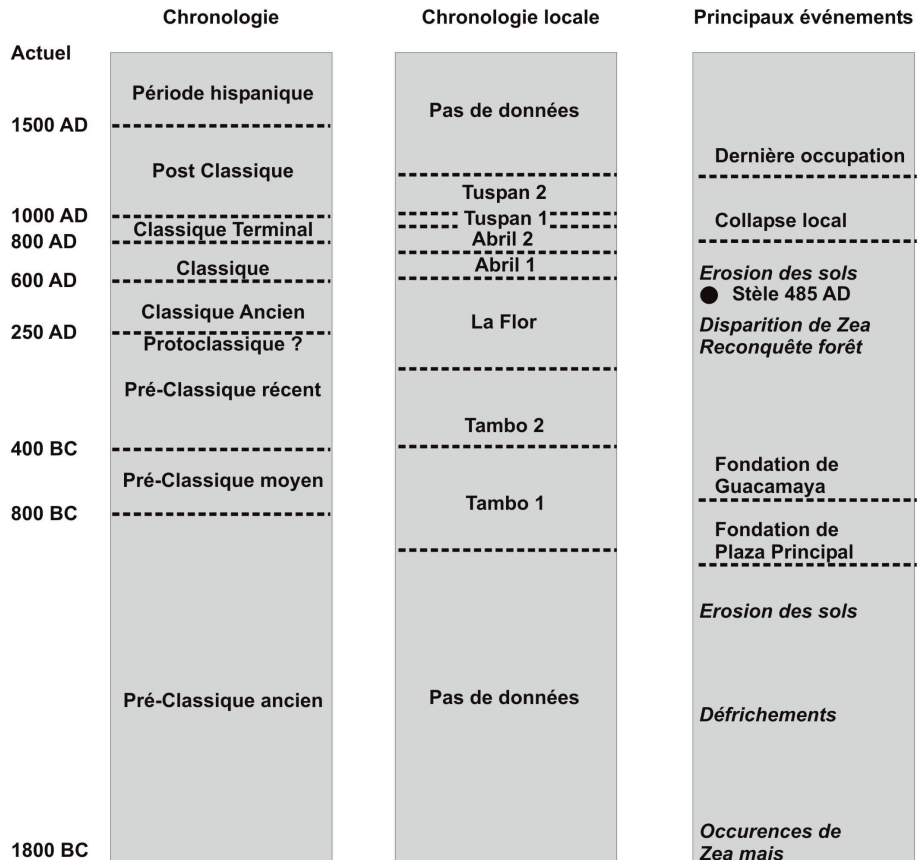 Chronologie
Chronologie locale
Principaux événements
Actuel
1500 AD
1000 AD
800 AD
600 AD
250 AD
400 BC
800 BC
1800 BC
Période hispanique
Post Classique
Classique Terminal
Classique
Classique Ancien
Protoclassique ?
Pré-Classique récent
Pré-Classique moyen
Pré-Classique ancien
Pas de données
Tuspan 2
Tuspan 1
Abril 2
Abril 1
La Flor
Tambo 2
Tambo 1
Pas de données
Dernière occupation
Collapse local
Erosion des sols
Stèle 485 AD
Disparition de Zea
Reconquête forêt
Fondation de
Guacamaya
Fondation de
Plaza Principal
Erosion des sols
Défrichements
Occurences de
Zea mais